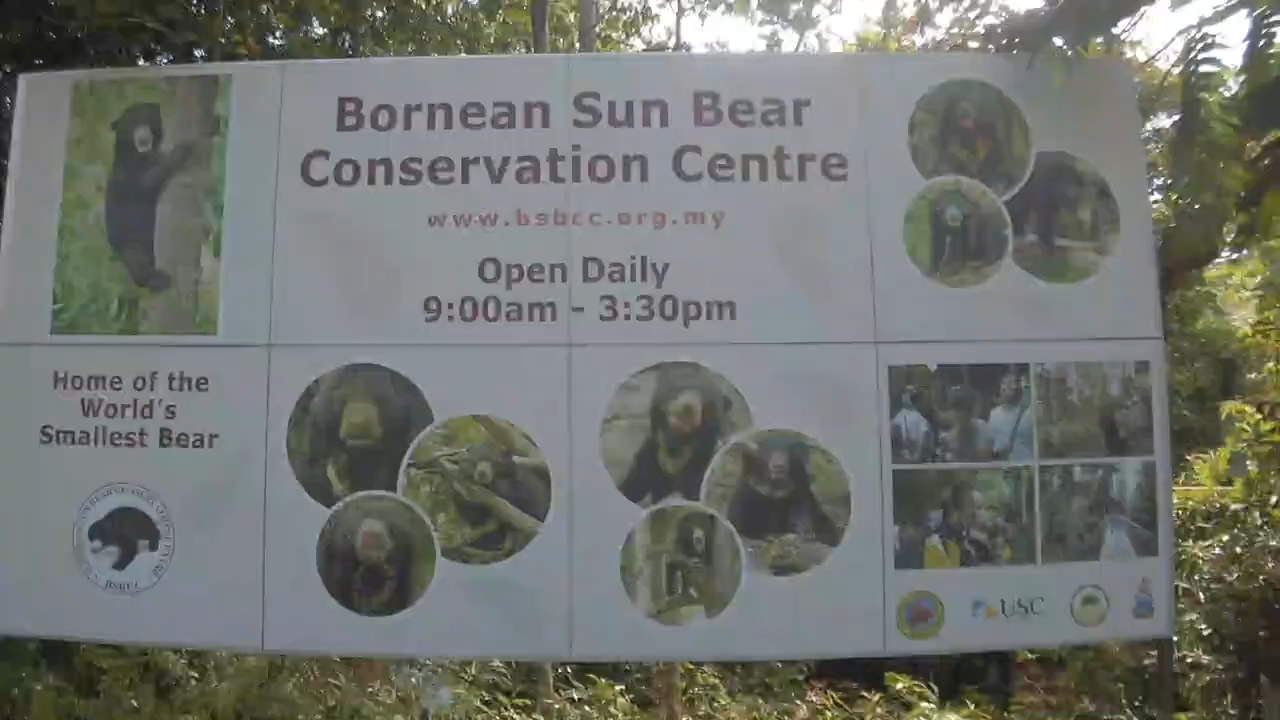 Bornean Sun Bear
Conservation Centre
www.bsbcc.org.my
Open Daily
9:00am - 3:30pm
Home of the
World's
Smallest Bear
BSBCC
USC